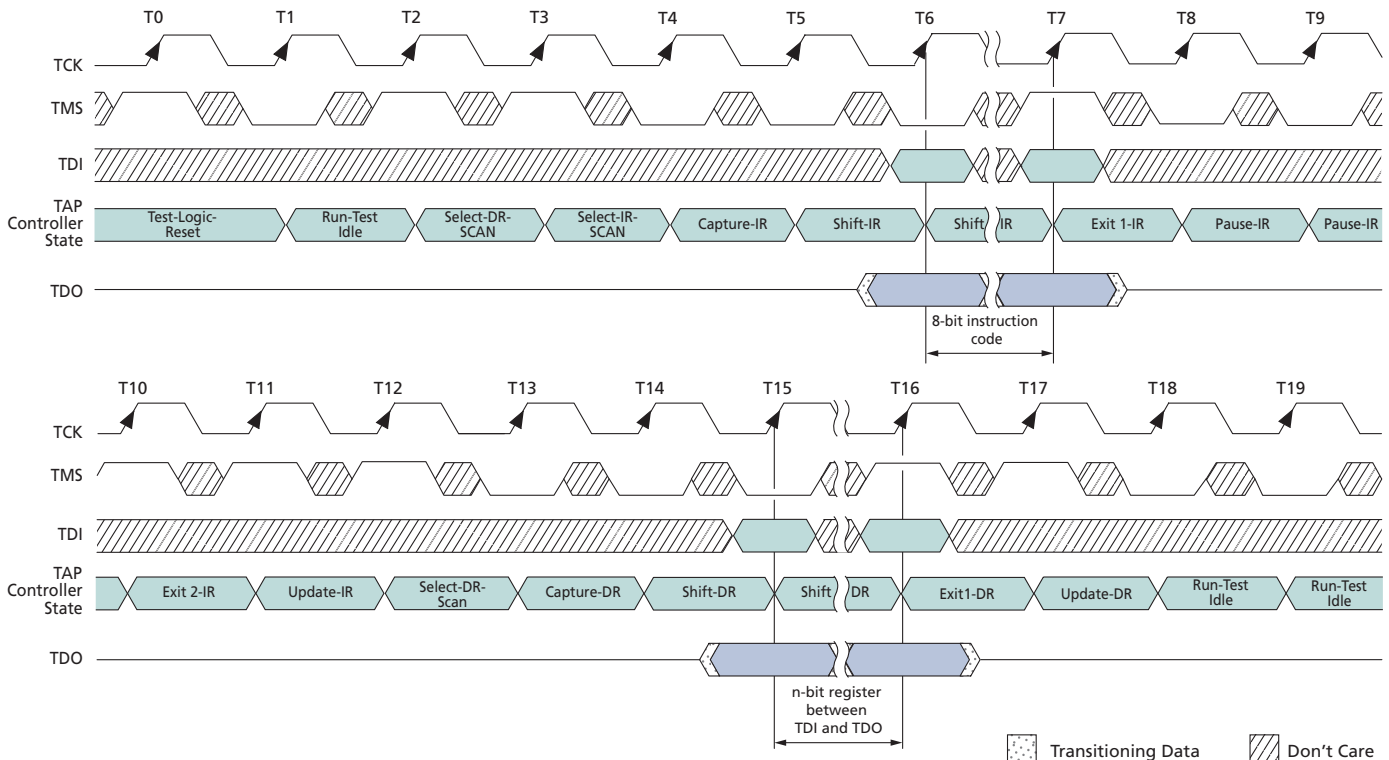 T0 T1 T2 T3 T4 T5 T6 T7 T8 T9
TCK
TMS
TDI
TAP
Controller
State
Test-Logic-
Reset
Run-Test
Idle
Select-DR-
SCAN
Select-IR-
SCAN
Capture-IR
Shift-IR
Shift IR
Exit 1-IR
Pause-IR
Pause-IR
TDO
8-bit instruction
code
T10 T11 T12 T13 T14 T15 T16 T17 T18 T19
TCK
TMS
TDI
TAP
Controller
State
Exit 2-IR
Update-IR
Select-DR-
Scan
Capture-DR
Shift-DR
Shift DR
Exit1-DR
Update-DR
Run-Test
Idle
Run-Test
Idle
TDO
n-bit register
between
TDI and TDO
Transitioning Data
Don't Care